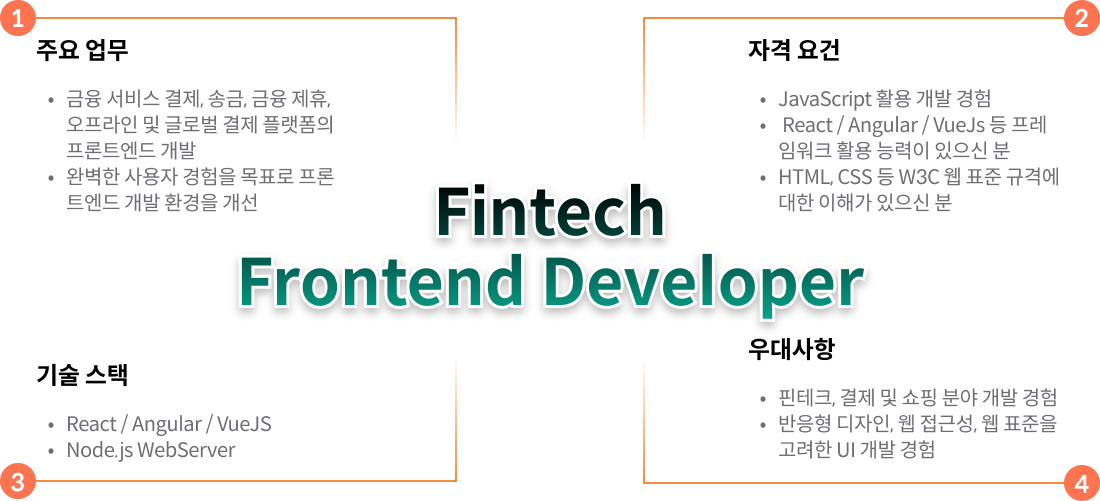 1
주요 업무
• 금융 서비스 결제, 송금, 금융 제휴,
오프라인 및 글로벌 결제 플랫폼의
프론트엔드 개발
• 완벽한 사용자 경험을 목표로 프론
트엔드 개발 환경을 개선
2
자격 요건
• JavaScript 활용 개발 경험
• React / Angular / VueJs 등 프레
임워크 활용 능력이 있으신 분
• HTML, CSS 등 W3C 웹 표준 규격에
대한 이해가 있으신 분
Fintech
Frontend Developer
기술 스택
• React / Angular / VueJS
• Node.js WebServer
3
우대사항
• 핀테크, 결제 및 쇼핑 분야 개발 경험
• 반응형 디자인, 웹 접근성, 웹 표준을
고려한 UI 개발 경험
4